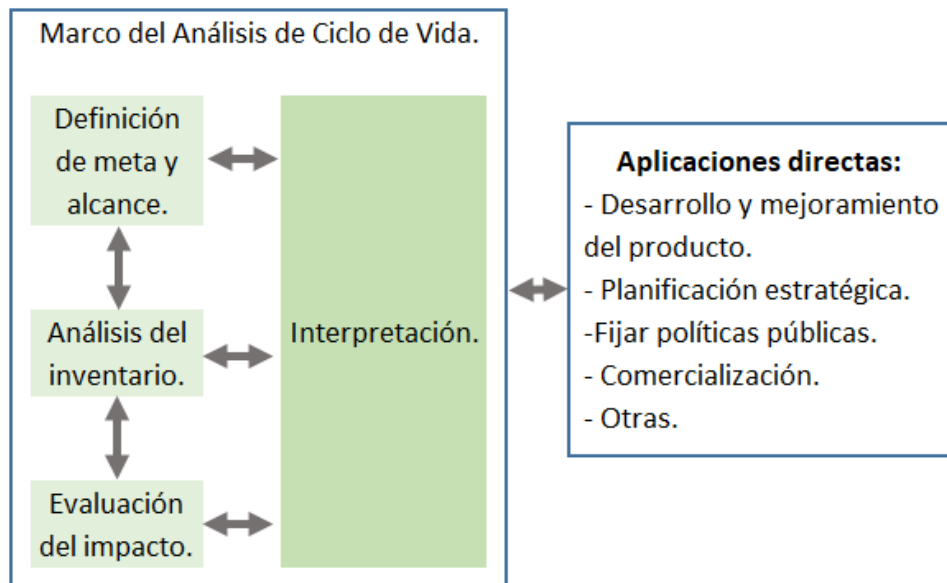 Marco del Análisis de Ciclo de Vida.
Definición
de meta y
alcance.
Análisis del
inventario.
Evaluación
del impacto.
Interpretación.
Aplicaciones directas:
- Desarrollo y mejoramiento
del producto.
- Planificación estratégica.
-Fijar políticas públicas.
- Comercialización.
- Otras.